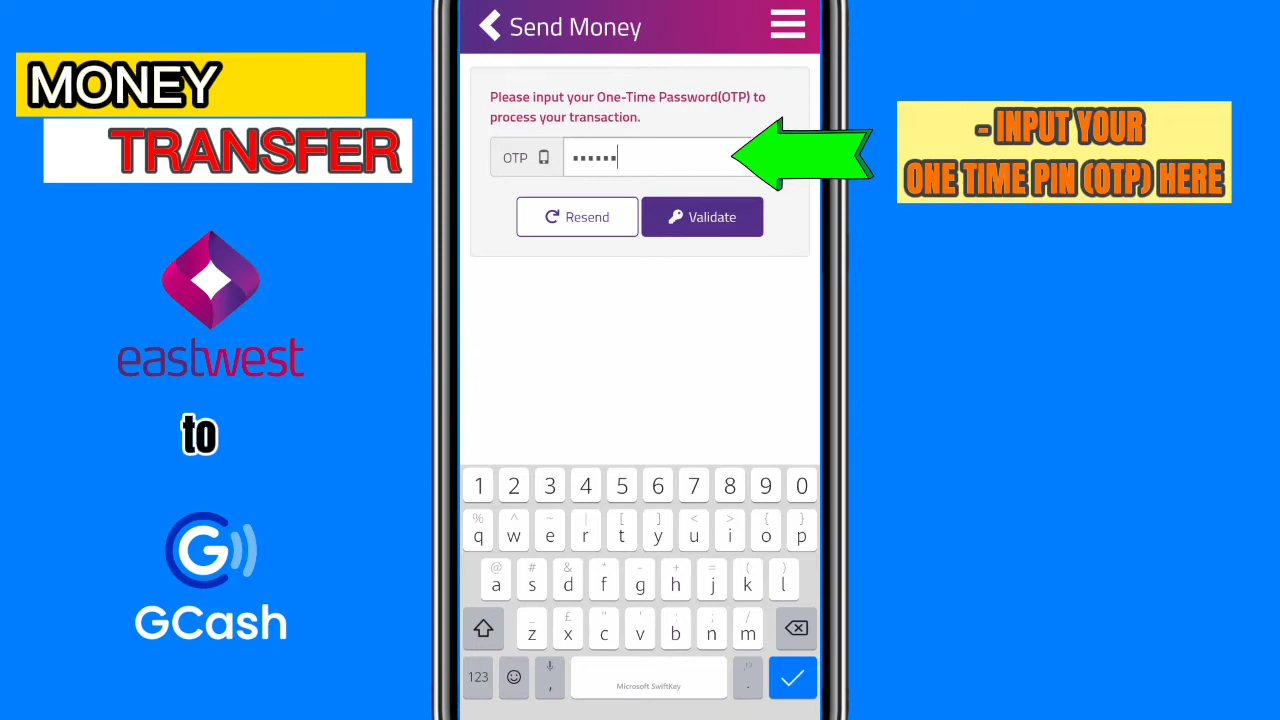 MONEY
TRANSFER
eastwest
to
GCash
Send Money
Please input your One-Time Password(OTP) to
process your transaction.
OTP ▪▪▪▪▪▪
Resend Validate
1 2 3 4 5 6 7 8 9 0
% ^ ~ | [ ] < > { }
q w e r t y u i o p
@ # & * - + = ( )
a s d f g h j k l
_ £ " ' : ; /
z x c v b n m
123 , Microsoft SwiftKey .
- INPUT YOUR
ONE TIME PIN (OTP) HERE